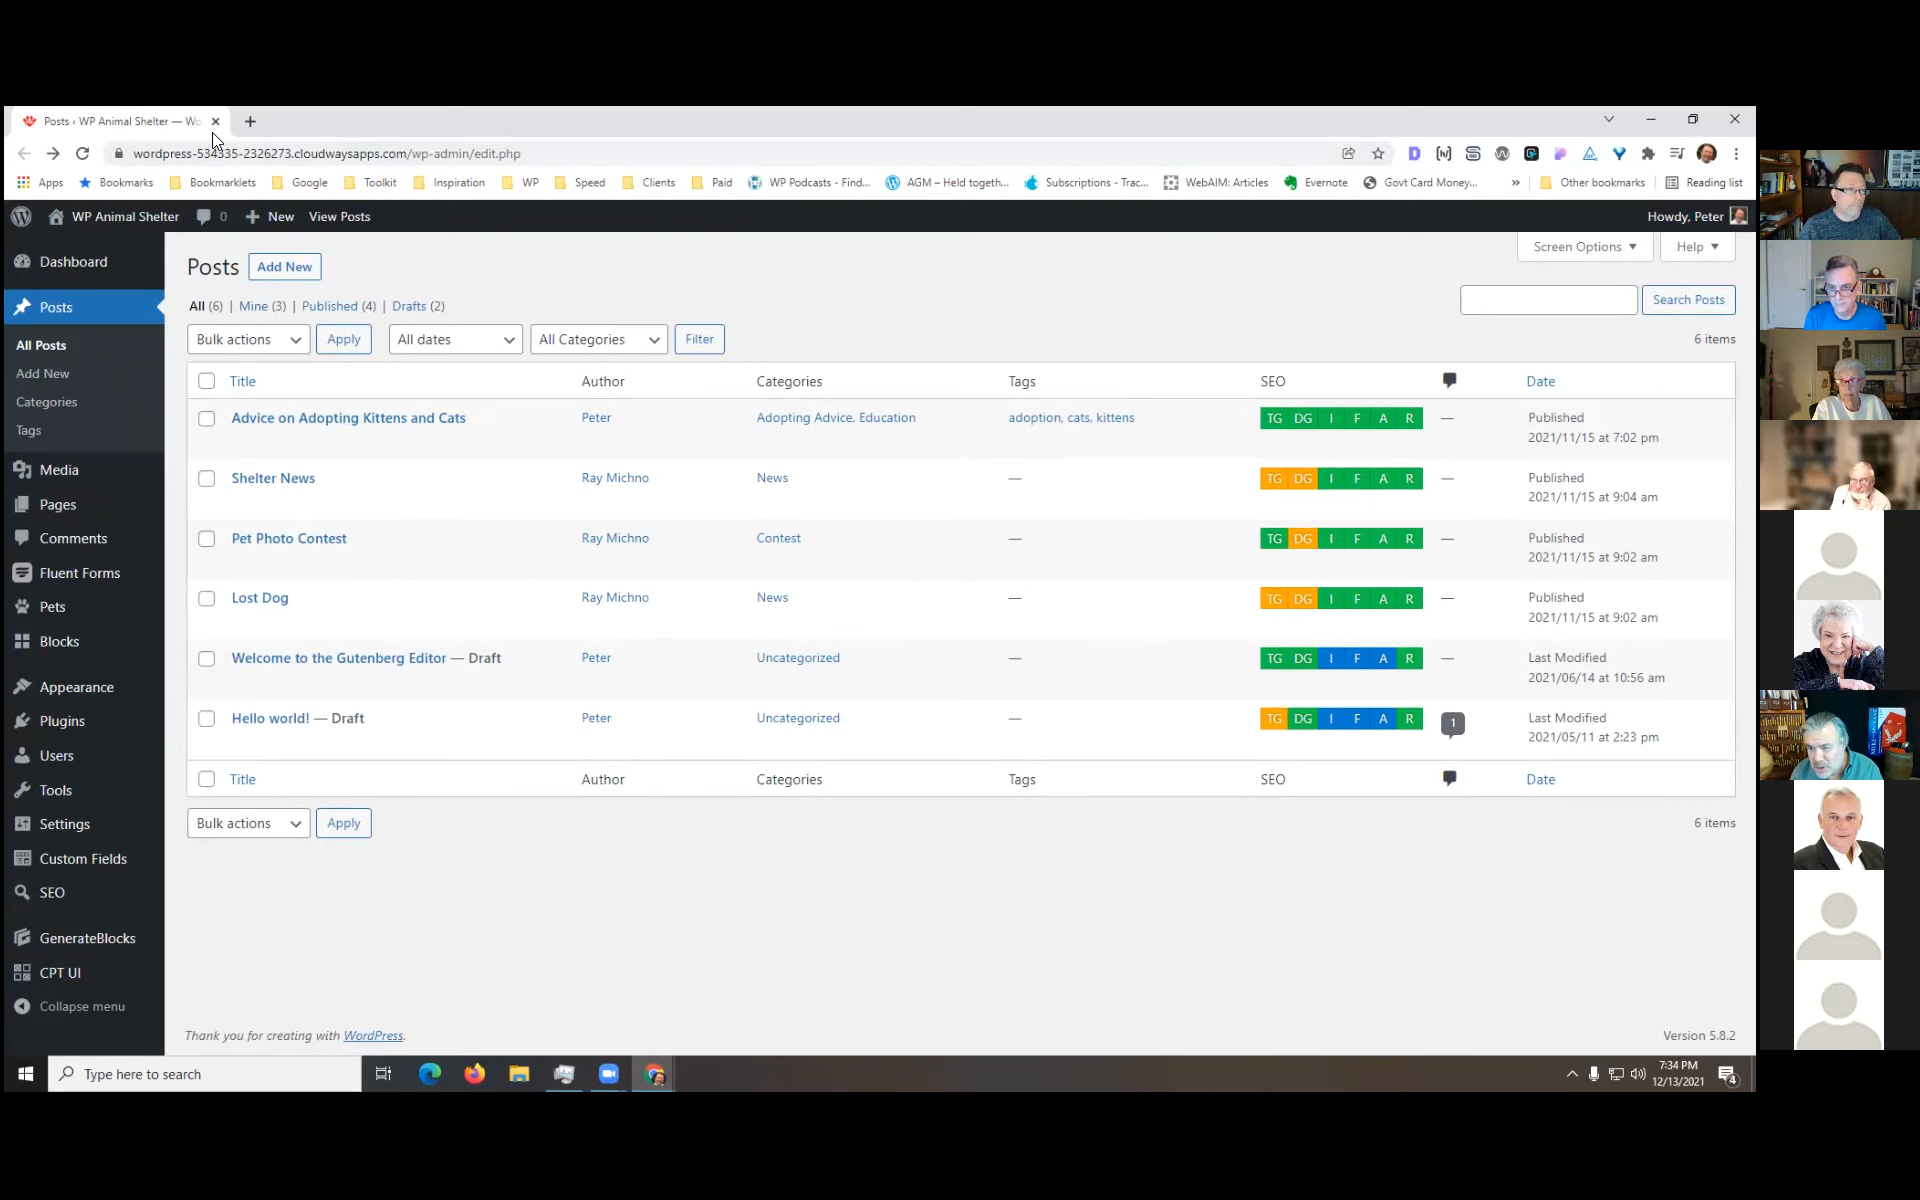 Posts ‹ WP Animal Shelter — Wo
wordpress-534335-2326273.cloudwaysapps.com/wp-admin/edit.php
Apps Bookmarks Bookmarklets Google Toolkit Inspiration WP Speed Clients Paid WP Podcasts - Find... AGM – Held togeth... Subscriptions - Trac... WebAIM: Articles Evernote Govt Card Money... » Other bookmarks Reading list
WP Animal Shelter 0 New View Posts Howdy, Peter
Dashboard
Posts
All Posts
Add New
Categories
Tags
Media
Pages
Comments
Fluent Forms
Pets
Blocks
Appearance
Plugins
Users
Tools
Settings
Custom Fields
SEO
GenerateBlocks
CPT UI
Collapse menu
Screen Options Help
Posts Add New
All (6) | Mine (3) | Published (4) | Drafts (2)
Search Posts
Bulk actions Apply All dates All Categories Filter 6 items
Title Author Categories Tags SEO Date
Advice on Adopting Kittens and Cats Peter Adopting Advice, Education adoption, cats, kittens TG DG I F A R — Published
2021/11/15 at 7:02 pm
Shelter News Ray Michno News — TG DG I F A R — Published
2021/11/15 at 9:04 am
Pet Photo Contest Ray Michno Contest — TG DG I F A R — Published
2021/11/15 at 9:02 am
Lost Dog Ray Michno News — TG DG I F A R — Published
2021/11/15 at 9:02 am
Welcome to the Gutenberg Editor — Draft Peter Uncategorized — TG DG I F A R — Last Modified
2021/06/14 at 10:56 am
Hello world! — Draft Peter Uncategorized — TG DG I F A R 1 Last Modified
2021/05/11 at 2:23 pm
Title Author Categories Tags SEO Date
Bulk actions Apply 6 items
Thank you for creating with WordPress. Version 5.8.2
Type here to search 7:34 PM
12/13/2021 4